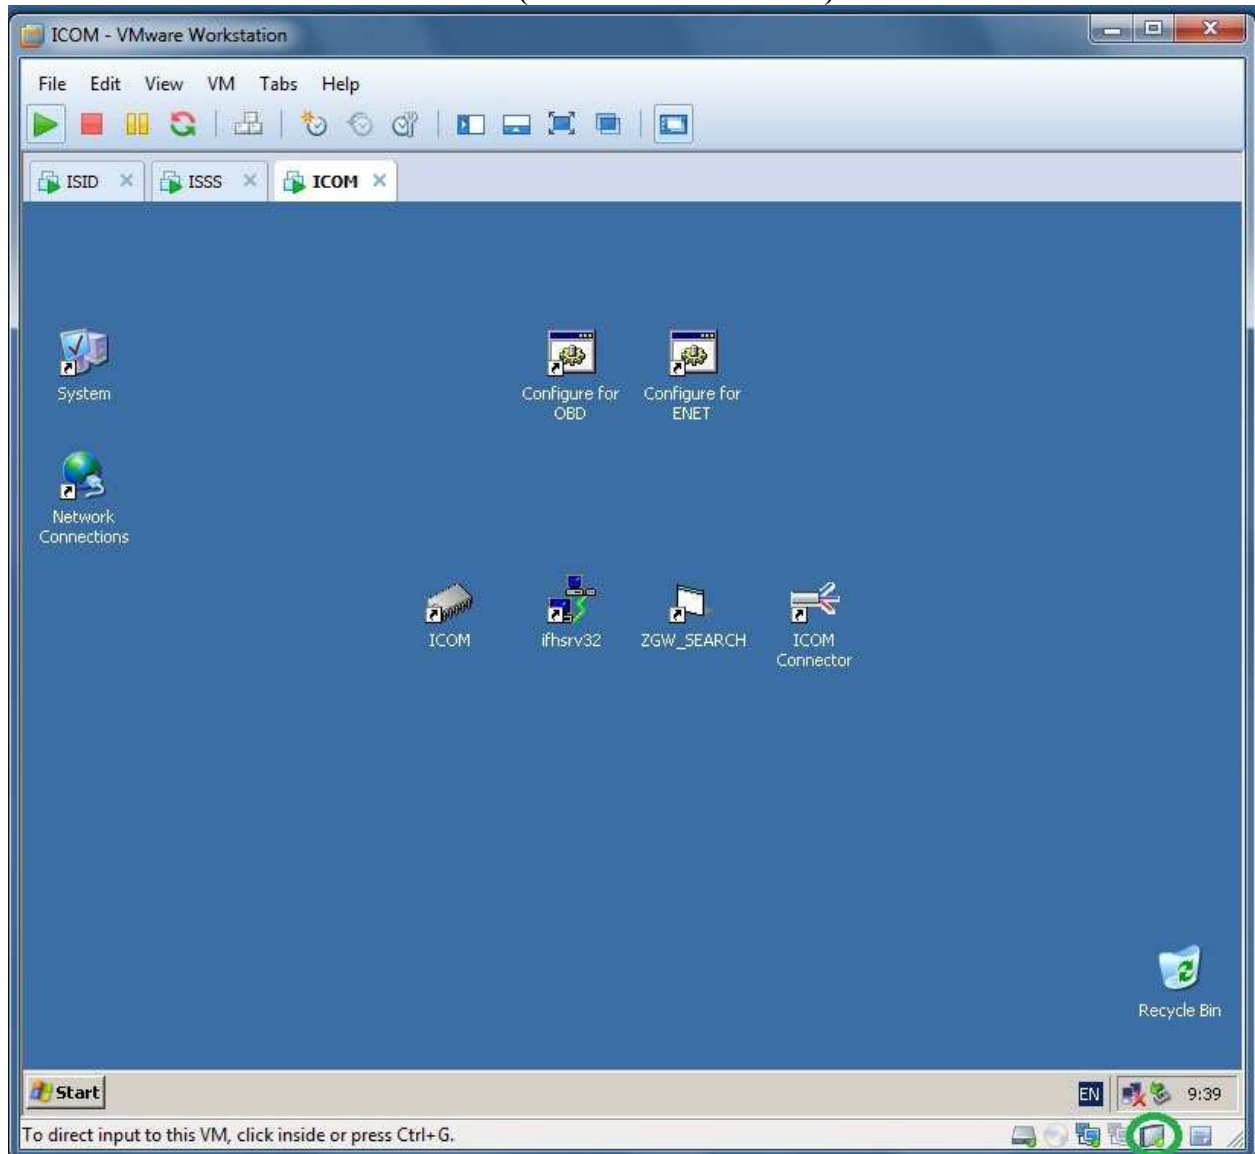 ICOM - VMware Workstation
File Edit View VM Tabs Help
ISID ISSS ICOM
System
Configure for
OBD
Configure for
ENET
Network
Connections
ICOM
ifhsrv32
ZGW_SEARCH
ICOM
Connector
Recycle Bin
Start
EN
9:39
To direct input to this VM, click inside or press Ctrl+G.